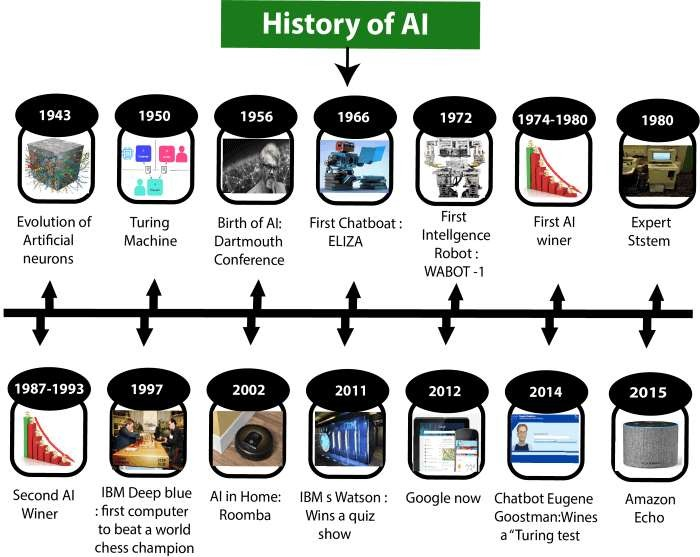 History of AI
1943
1950
1956
1966
1972
1974-1980
1980
Evolution of
Artificial
neurons
Turing
Machine
Birth of AI:
Dartmouth
Conference
First Chatboat :
ELIZA
First
Intellgence
Robot :
WABOT -1
First AI
winer
Expert
Ststem
1987-1993
1997
2002
2011
2012
2014
2015
Second AI
Winer
IBM Deep blue
: first computer
to beat a world
chess champion
AI in Home:
Roomba
IBM s Watson :
Wins a quiz
show
Google now
Chatbot Eugene
Goostman:Wines
a “Turing test
Amazon
Echo